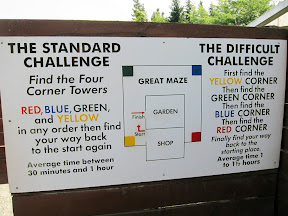 THE STANDARD
CHALLENGE
Find the Four
Corner Towers
RED, BLUE, GREEN,
and YELLOW
in any order then find
your way back
to the start again
Average time between
30 minutes and 1 hour
GREAT MAZE
GARDEN
Finish
Start
SHOP
THE DIFFICULT
CHALLENGE
First find the
YELLOW CORNER
Then find the
GREEN CORNER
Then find the
BLUE CORNER
Then find the
RED CORNER
Finally find your way
back to the
starting place.
Average time 1
to 1½ hours